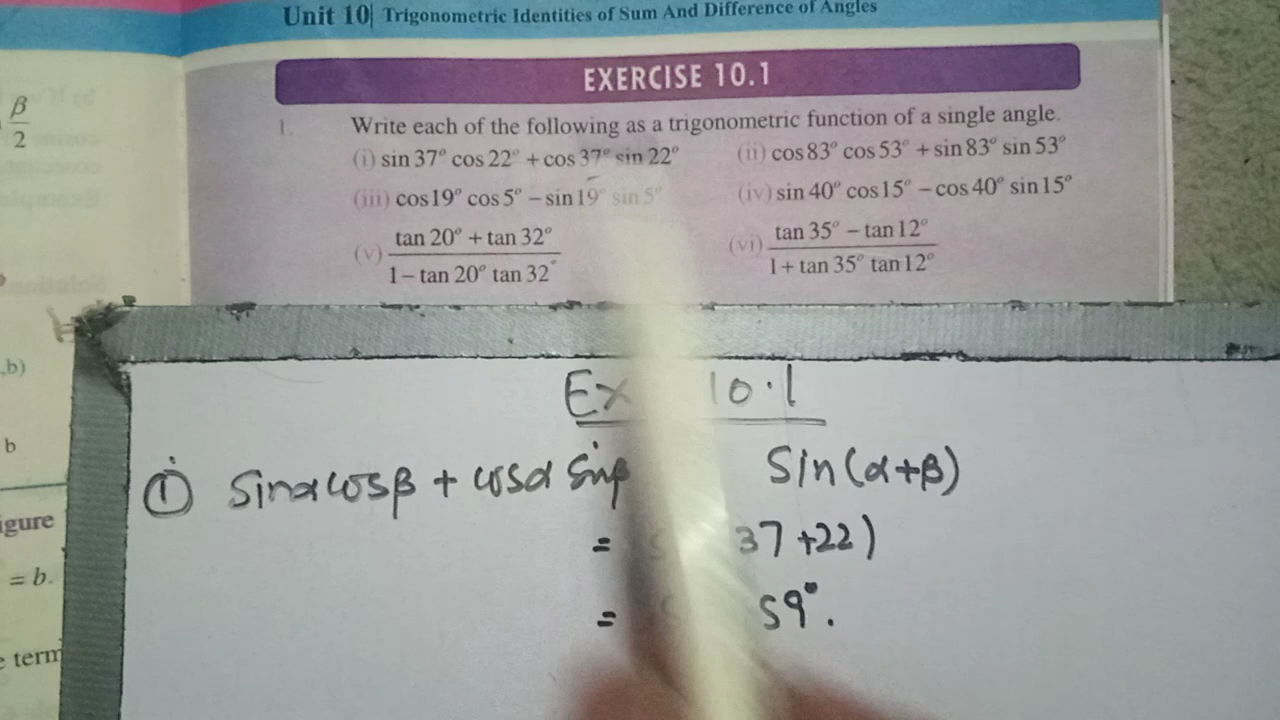 Unit 10| Trigonometric Identities of Sum And Difference of Angles
EXERCISE 10.1
β/2
1. Write each of the following as a trigonometric function of a single angle.
(i) sin 37° cos 22° + cos 37° sin 22° (ii) cos 83° cos 53° + sin 83° sin 53°
(iii) cos 19° cos 5° − sin 19° sin 5° (iv) sin 40° cos 15° − cos 40° sin 15°
(v) (tan 20° + tan 32°)/(1 − tan 20° tan 32°) (vi) (tan 35° − tan 12°)/(1 + tan 35° tan 12°)
,b)
b
igure
= b.
e term
Ex 10.1
(i) Sinα cosβ + cosα Sinβ Sin(α+β)
= 37+22)
= 59°.